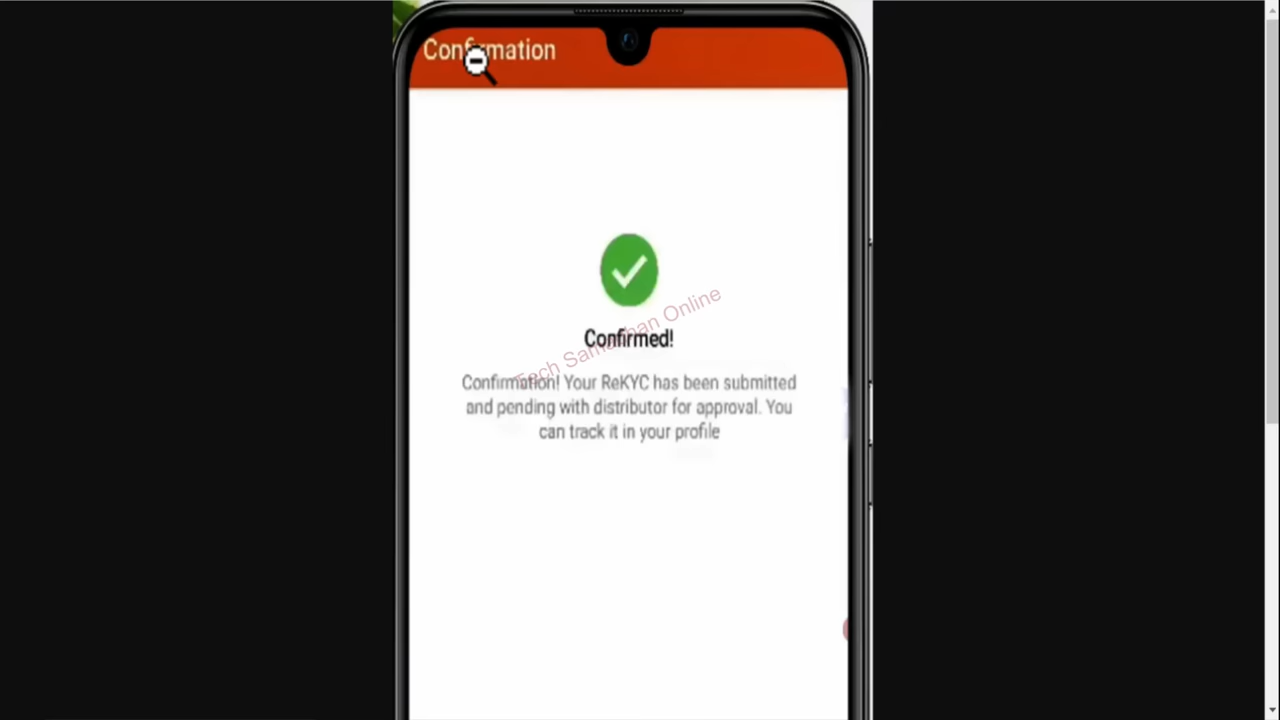 Confirmation
Tech Samadhan Online
Confirmed!
Confirmation! Your ReKYC has been submitted
and pending with distributor for approval. You
can track it in your profile